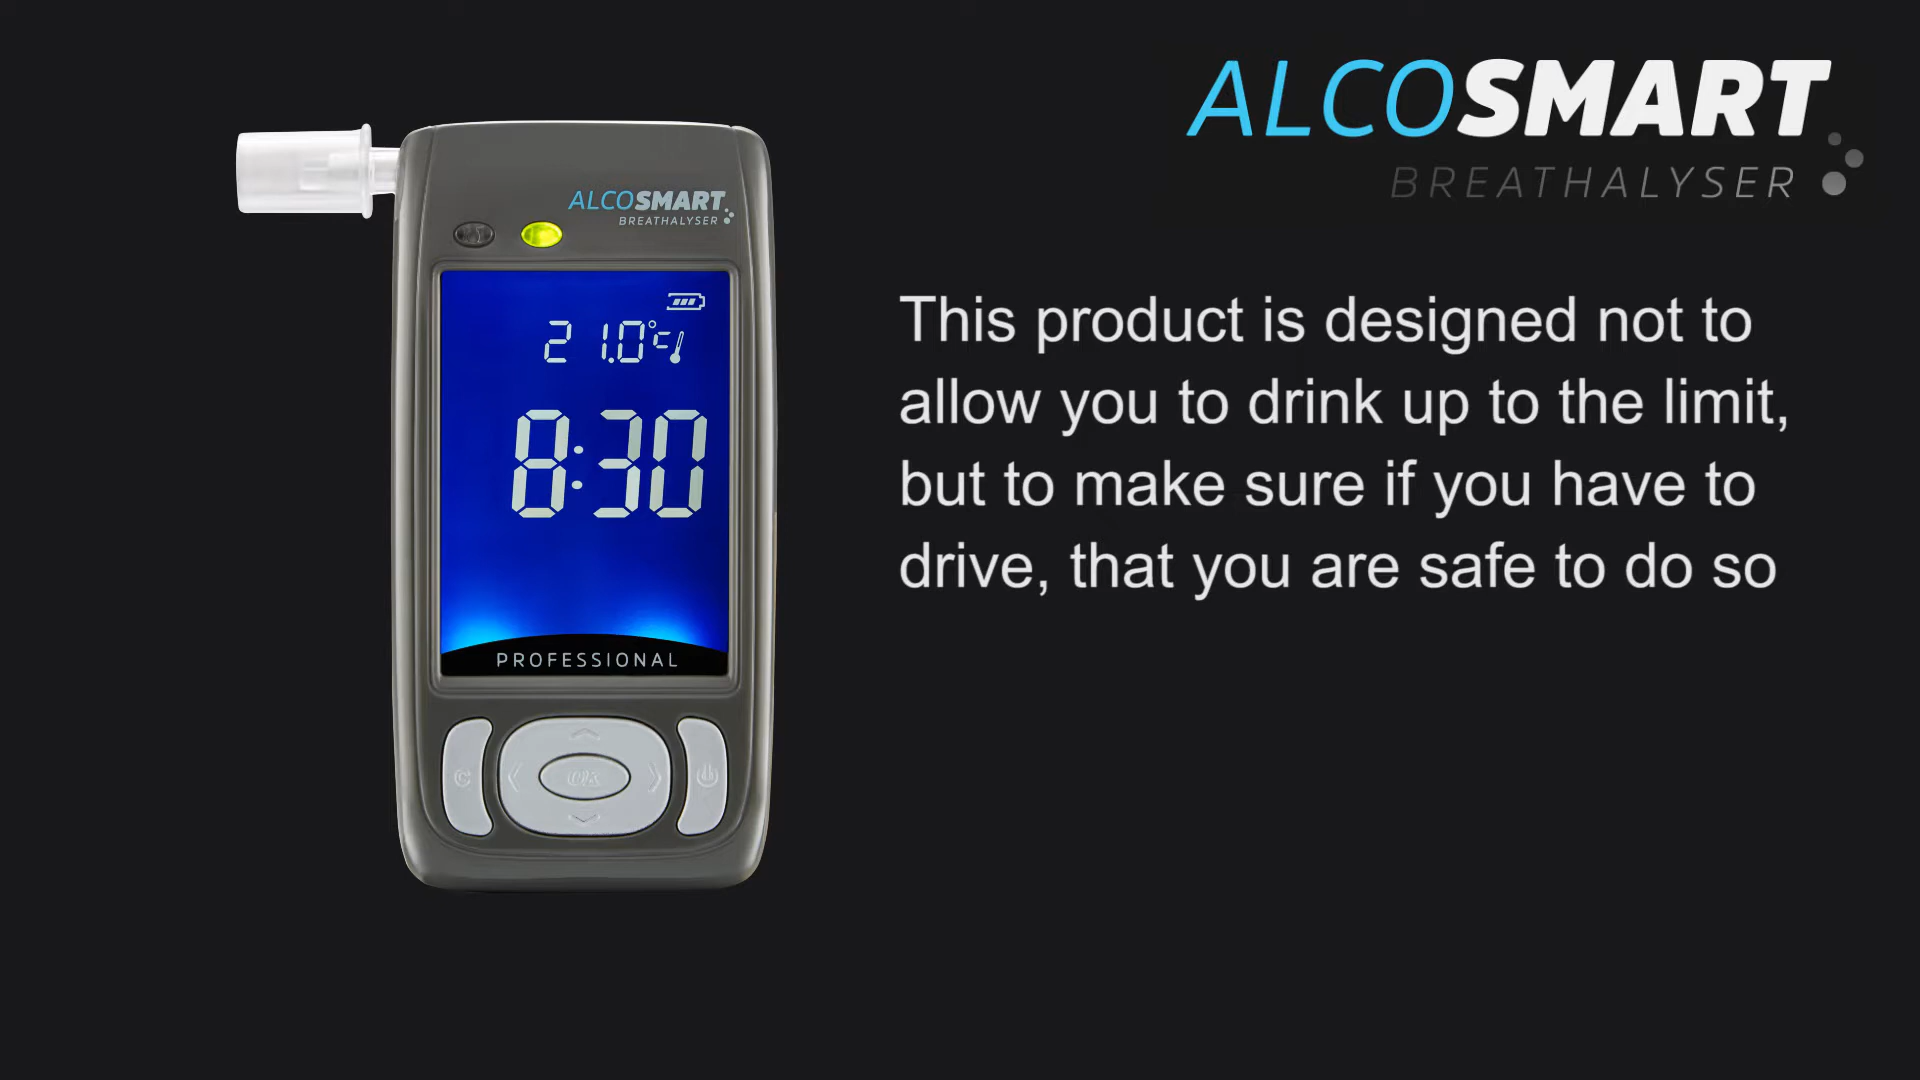 ALCOSMART
BREATHALYSER
ALCOSMART
BREATHALYSER
21.0°C
8:30
PROFESSIONAL
C
OK
This product is designed not to
allow you to drink up to the limit,
but to make sure if you have to
drive, that you are safe to do so